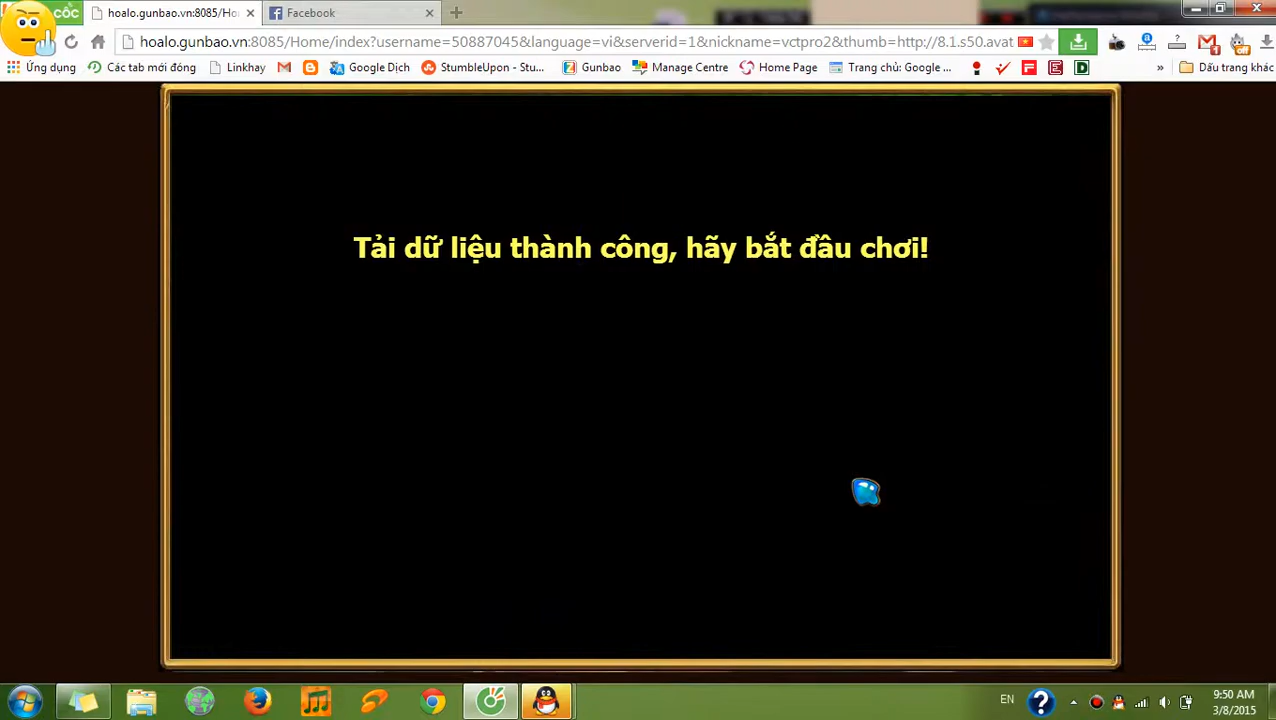 cốc
hoalo.gunbao.vn:8085/Ho
Facebook
hoalo.gunbao.vn:8085/Home/index?kername=50887045&language=vi&serverid=1&nickname=vctpro2&thumb=http://8.1.s50.avat
Ứng dụng
Các tab mới đóng
Linkhay
Google Dịch
StumbleUpon - Stu...
Gunbao
Manage Centre
Home Page
Trang chủ: Google ...
»
Dấu trang khác
Tải dữ liệu thành công, hãy bắt đầu chơi!
EN
9:50 AM
3/8/2015